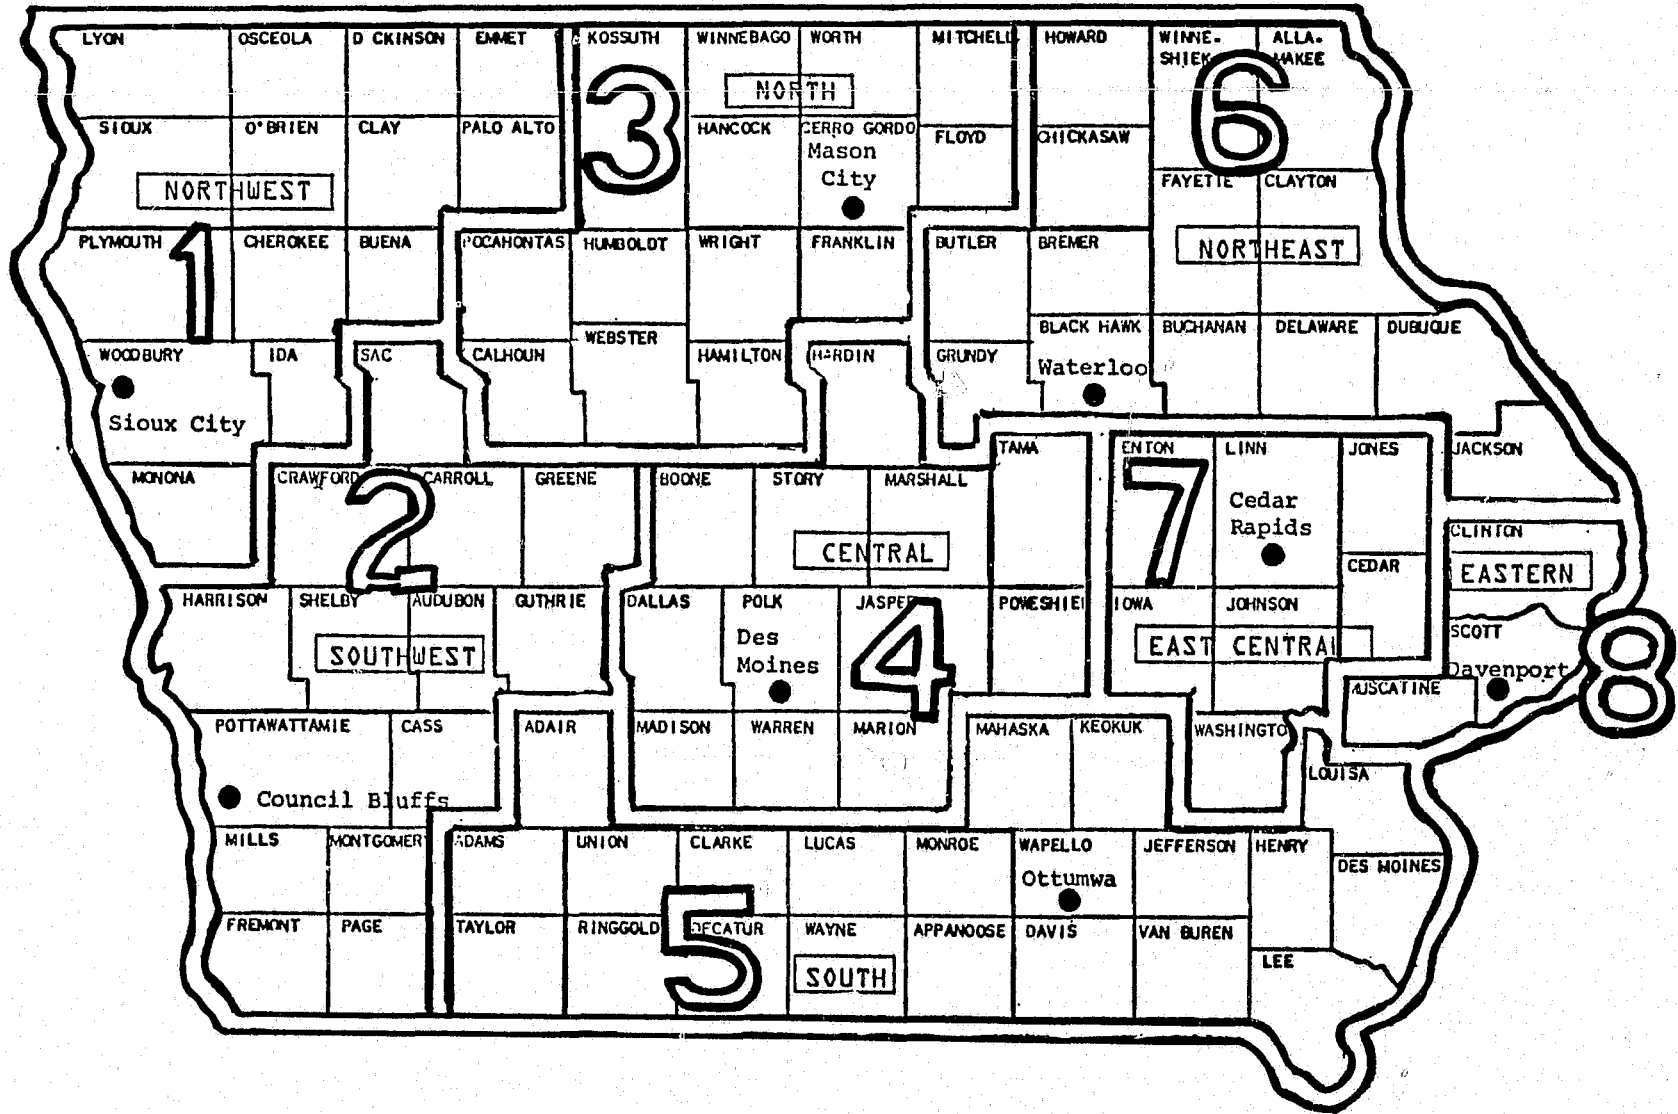 LYON OSCEOLA D CKINSON EMMET KOSSUTH WINNEBAGO WORTH MITCHELL HOWARD WINNE- ALLA-
SHIEK MAKEE
3 NORTH 6
SIOUX O'BRIEN CLAY PALO ALTO HANCOCK CERRO GORDO FLOYD CHICKASAW
Mason
City
NORTHWEST
FAYETTE CLAYTON
PLYMOUTH 1 CHEROKEE BUENA POCAHONTAS HUMBOLDT WRIGHT FRANKLIN BUTLER BREMER NORTHEAST
WEBSTER BLACK HAWK BUCHANAN DELAWARE DUBUQUE
WOODBURY IDA SAC CALHOUN HAMILTON HARDIN GRUNDY
Waterloo
Sioux City
TAMA ENTON LINN JONES JACKSON
MONONA CRAWFORD 2 CARROLL GREENE BOONE STORY MARSHALL 7
Cedar
Rapids
CENTRAL CLINTON
CEDAR EASTERN
HARRISON SHELBY AUDUBON GUTHRIE DALLAS POLK JASPER POWESHIE IOWA JOHNSON
Des
Moines
SOUTHWEST 4 EAST CENTRAL SCOTT 8
Davenport
MUSCATINE
POTTAWATTAMIE CASS ADAIR MADISON WARREN MARION MAHASKA KEOKUK WASHINGTO
LOUISA
Council Bluffs
MILLS MONTGOMERY ADAMS UNION CLARKE LUCAS MONROE WAPELLO JEFFERSON HENRY
DES MOINES
Ottumwa
FREMONT PAGE TAYLOR RINGGOLD 5 DECATUR WAYNE APPANOOSE DAVIS VAN BUREN
LEE
SOUTH